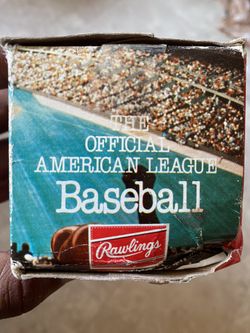 THE
OFFICIAL
AMERICAN LEAGUE
Baseball
Rawlings